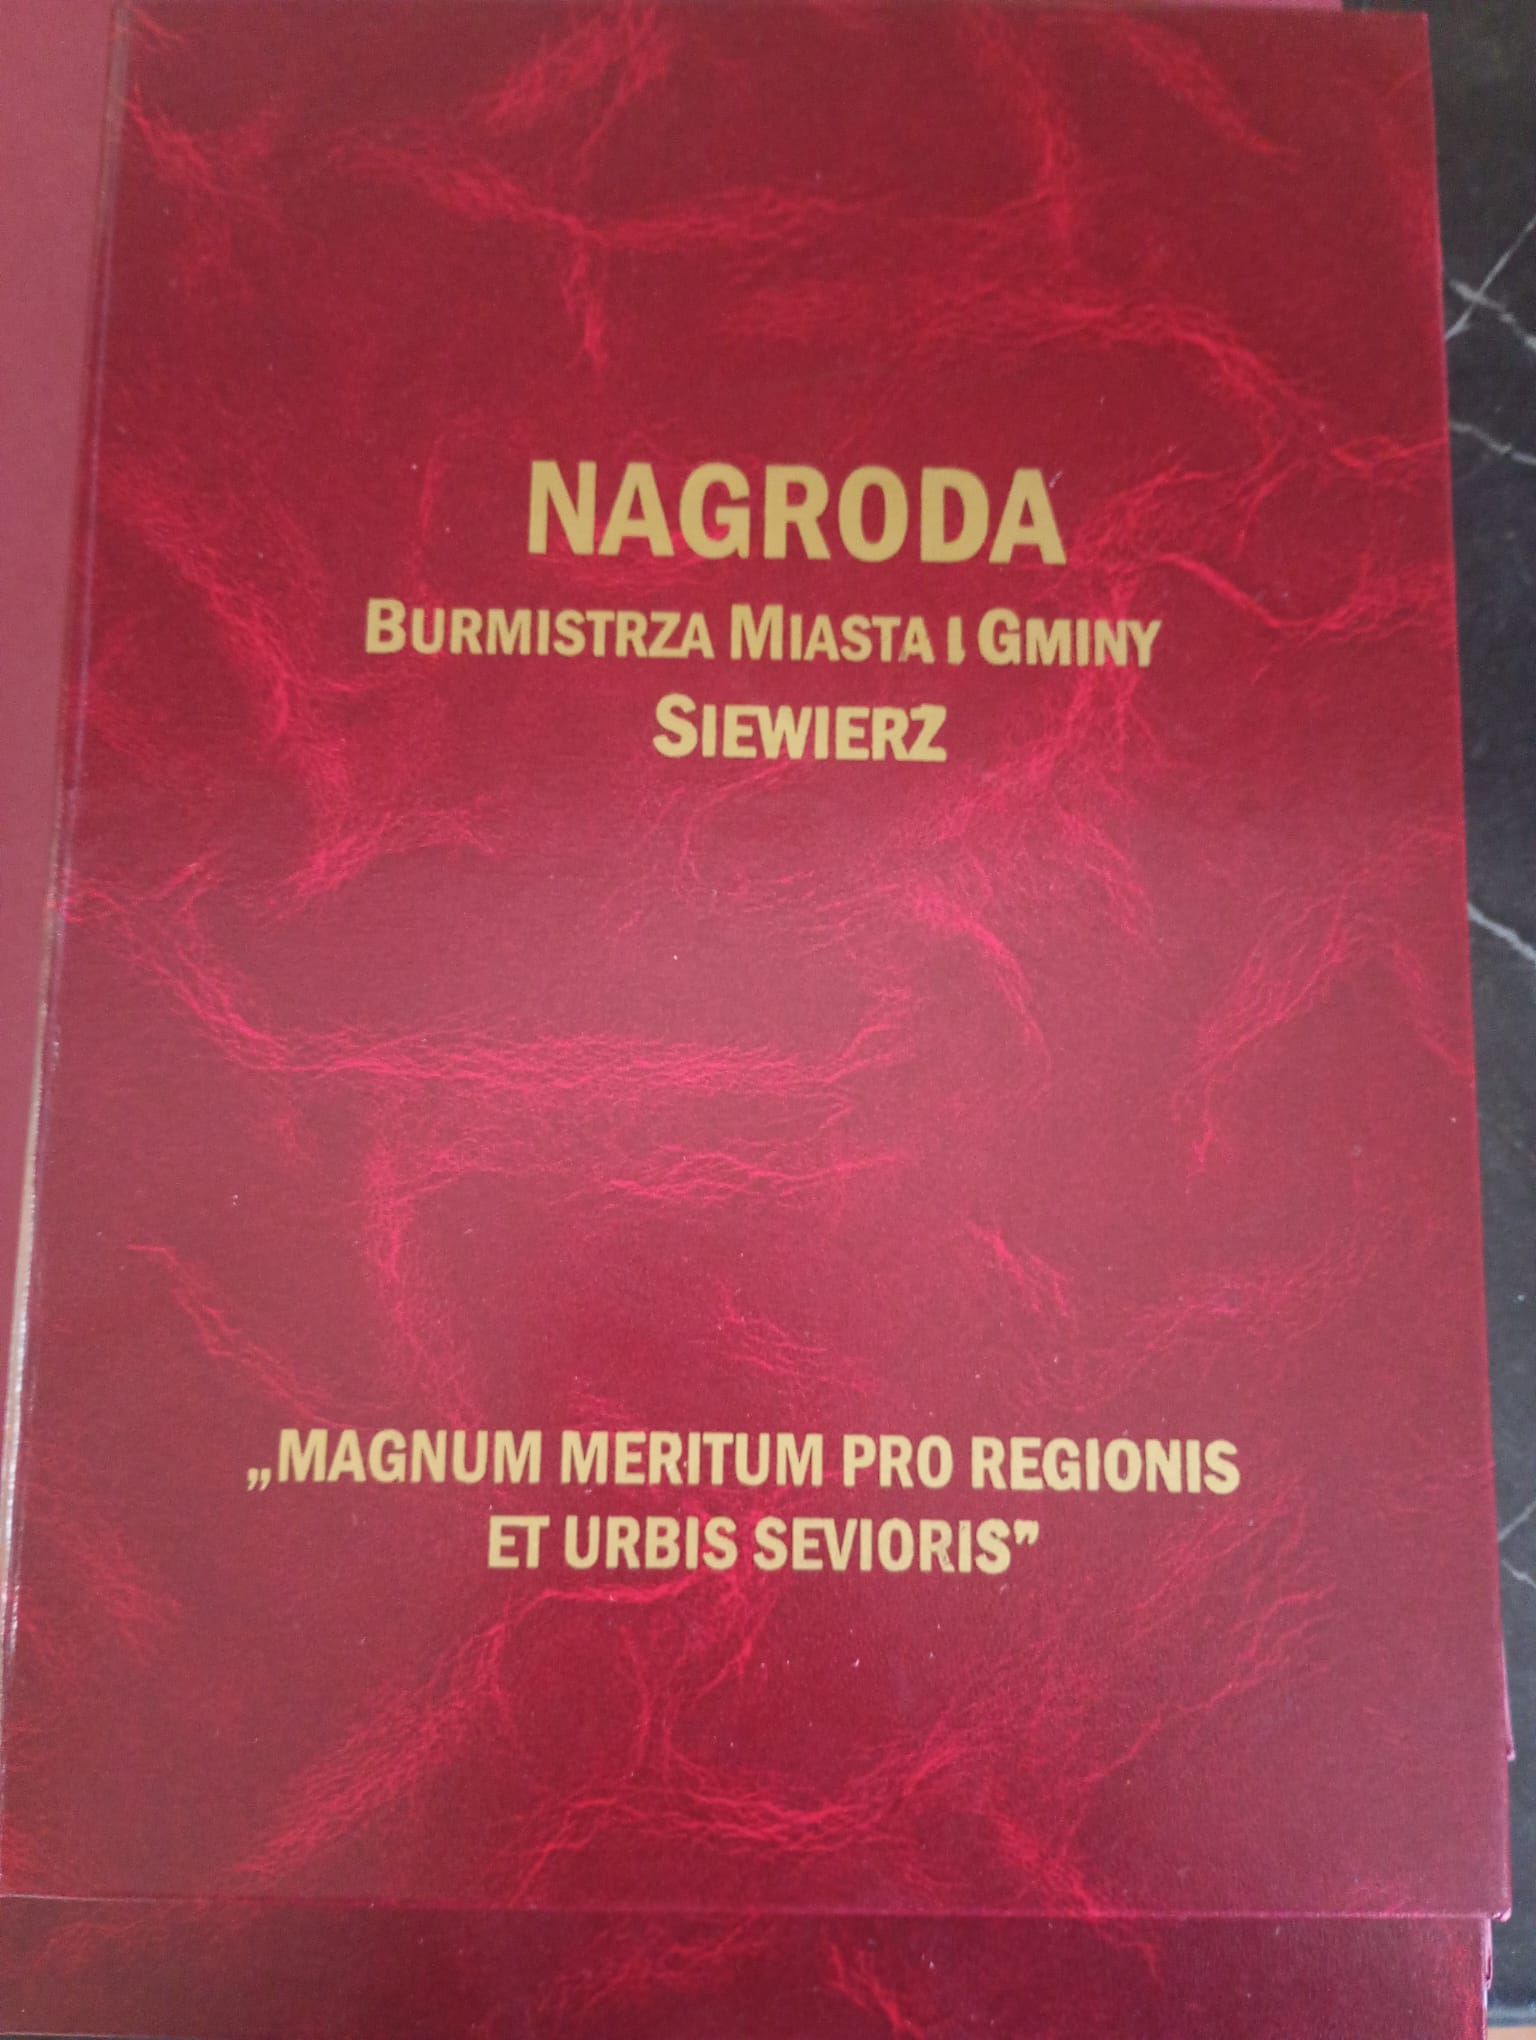 NAGRODA
BURMISTRZA MIASTA I GMINY
SIEWIERZ
„MAGNUM MERITUM PRO REGIONIS
ET URBIS SEVIORIS”